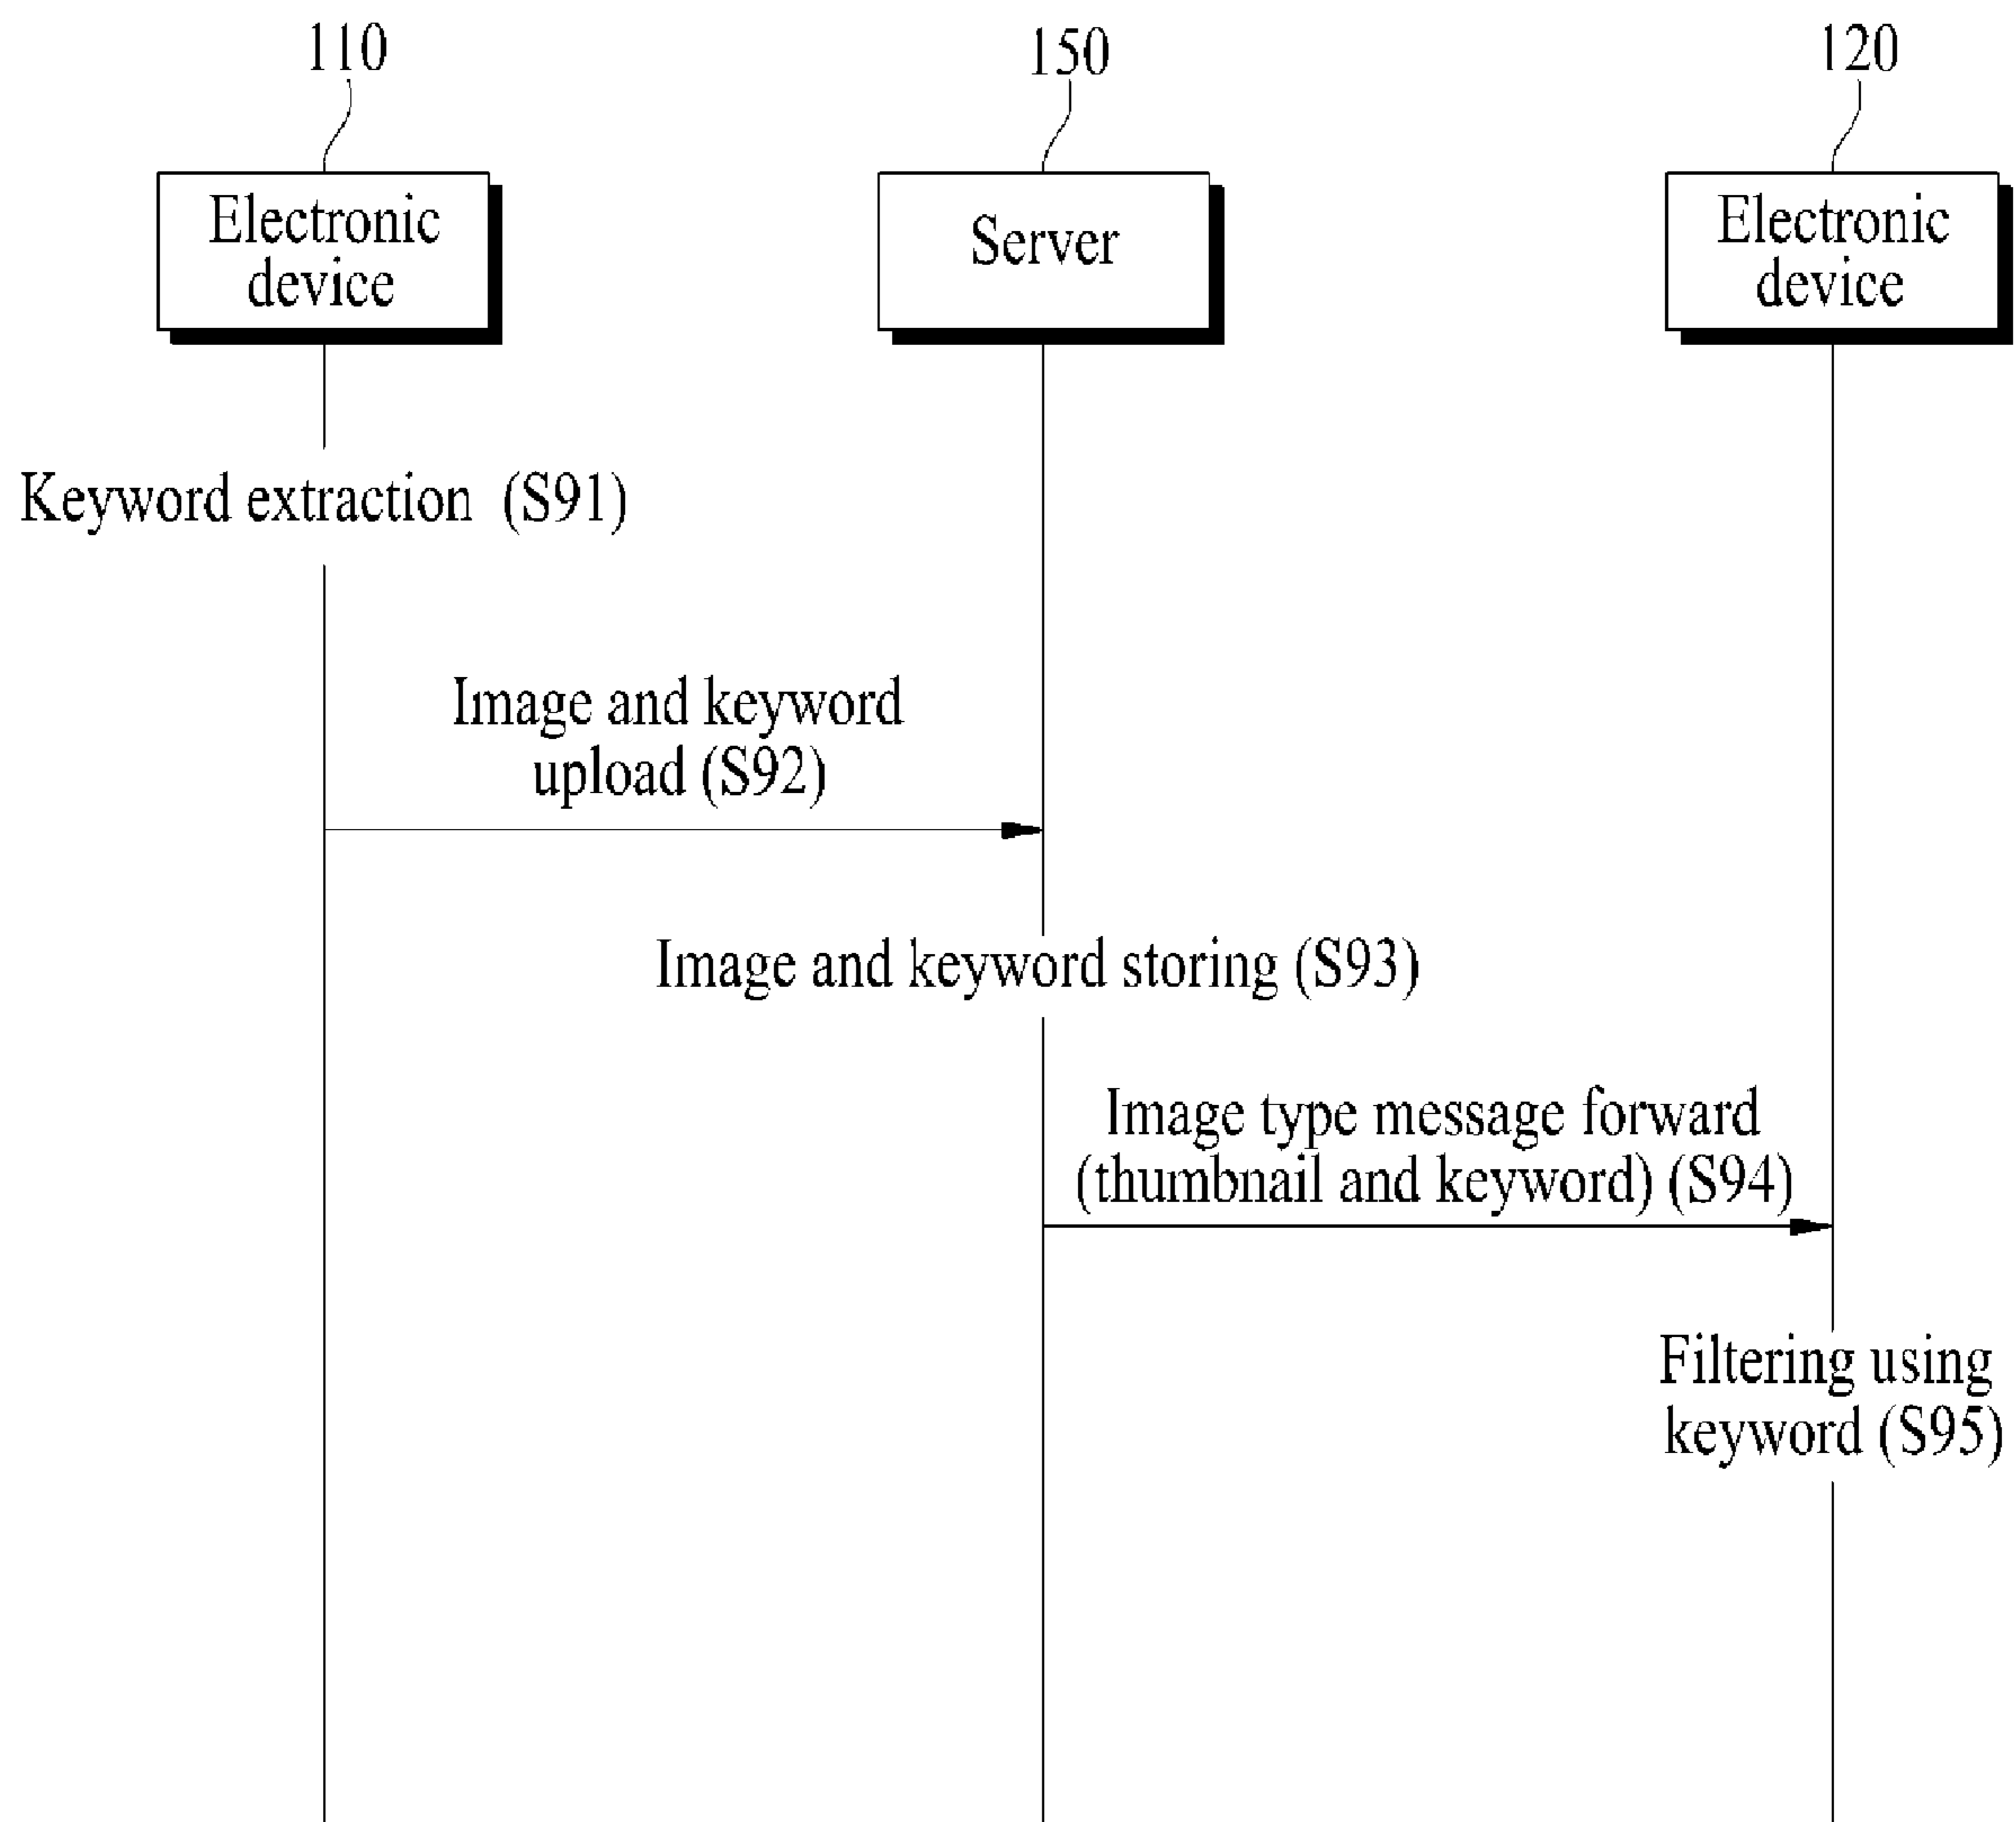 110
150
120
Electronic
device
Server
Electronic
device
Keyword extraction (S91)
Image and keyword
upload (S92)
Image and keyword storing (S93)
Image type message forward
(thumbnail and keyword) (S94)
Filtering using
keyword (S95)